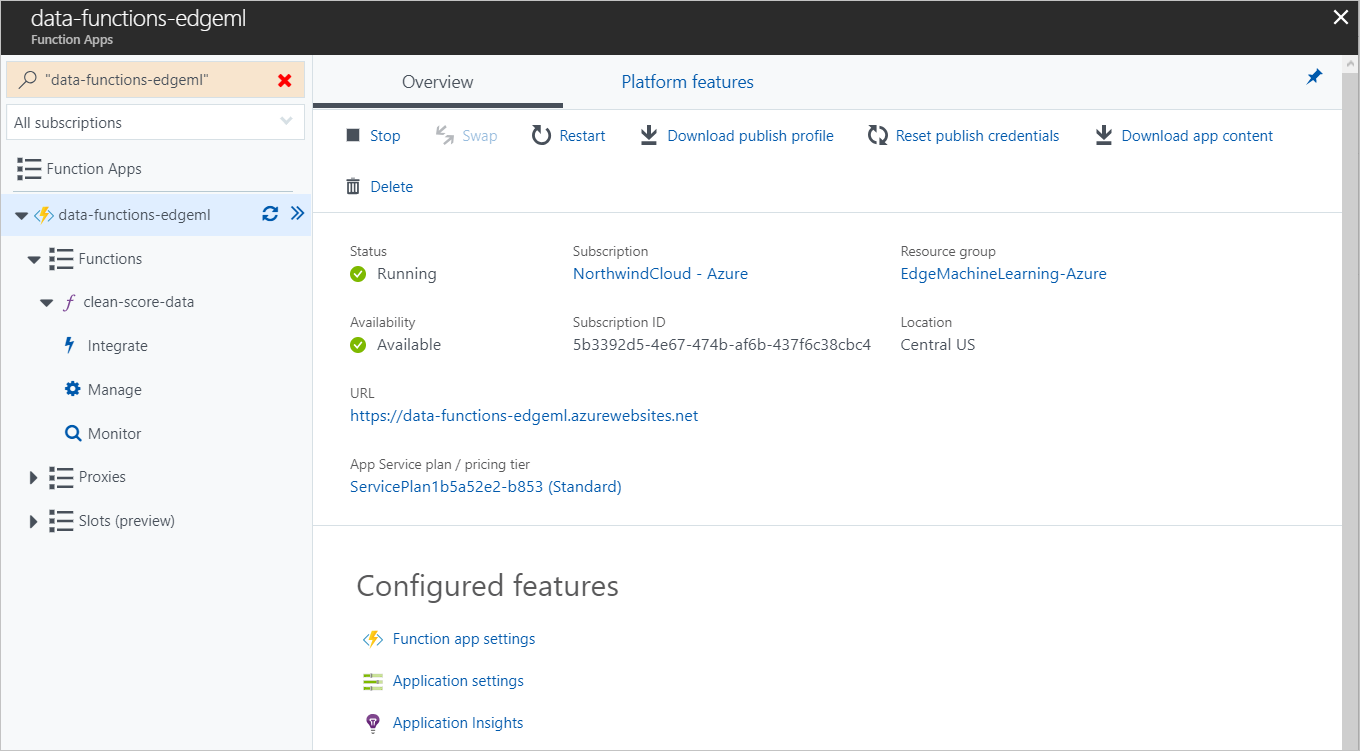 data-functions-edgeml
Function Apps
"data-functions-edgeml"
All subscriptions
Function Apps
data-functions-edgeml
Functions
clean-score-data
Integrate
Manage
Monitor
Proxies
Slots (preview)
Overview Platform features
Stop Swap Restart Download publish profile Reset publish credentials Download app content
Delete
Status Subscription Resource group
Running NorthwindCloud - Azure EdgeMachineLearning-Azure
Availability Subscription ID Location
Available 5b3392d5-4e67-474b-af6b-437f6c38cbc4 Central US
URL
https://data-functions-edgeml.azurewebsites.net
App Service plan / pricing tier
ServicePlan1b5a52e2-b853 (Standard)
Configured features
Function app settings
Application settings
Application Insights